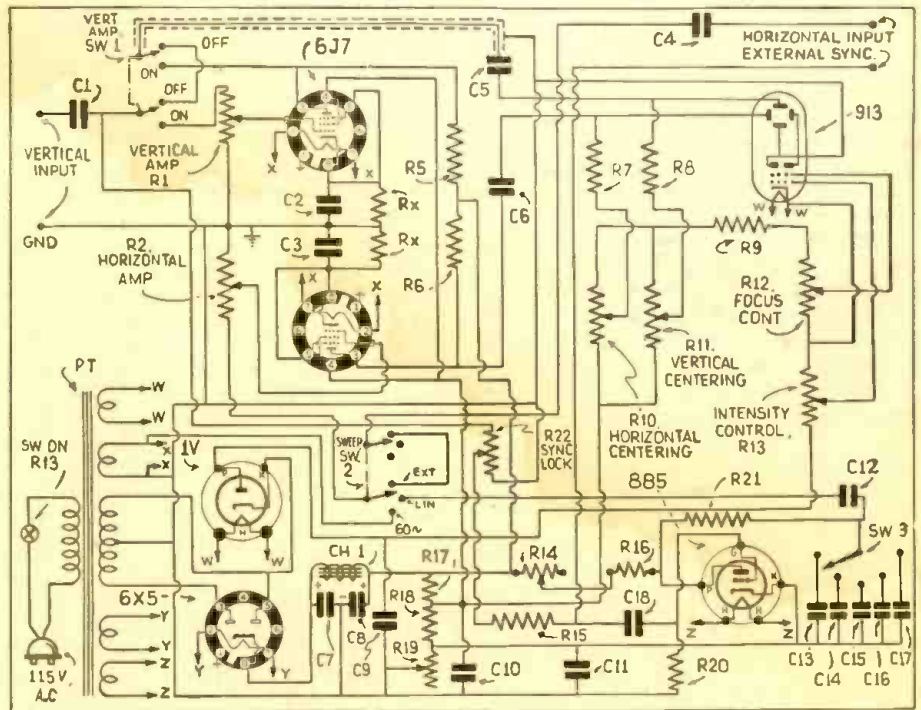 VERT
AMP
SW.1
OFF
ON
OFF
ON
6J7
C1
VERTICAL
INPUT
VERTICAL
AMP
R1
GND
R2,
HORIZONTAL
AMP
C2
C3
X
X
X
X
Rx
Rx
R5
R6
C4
C5
C6
HORIZONTAL INPUT
EXTERNAL SYNC.
913
R7
R8
W
W
R9
R12,
FOCUS
CONT
R11,
VERTICAL
CENTERING
R10,
HORIZONTAL
CENTERING
INTENSITY
CONTROL,
R13
PT
SW ON
R13
115V.
A.C
W
W
X
X
Y
Y
Z
Z
1V
P
K
H
H
W
W
6X5-
Y
Y
SWEEP
SW.
2
EXT
LIN
60~
R22
SYNC
LOCK
CH 1
C7
C8
C9
R17
R18
R19
R14
R15
R16
C10
C11
C18
R20
885
R21
C12
SW 3
G
P
K
H
H
Z
Z
C13
C14
C15
C16
C17